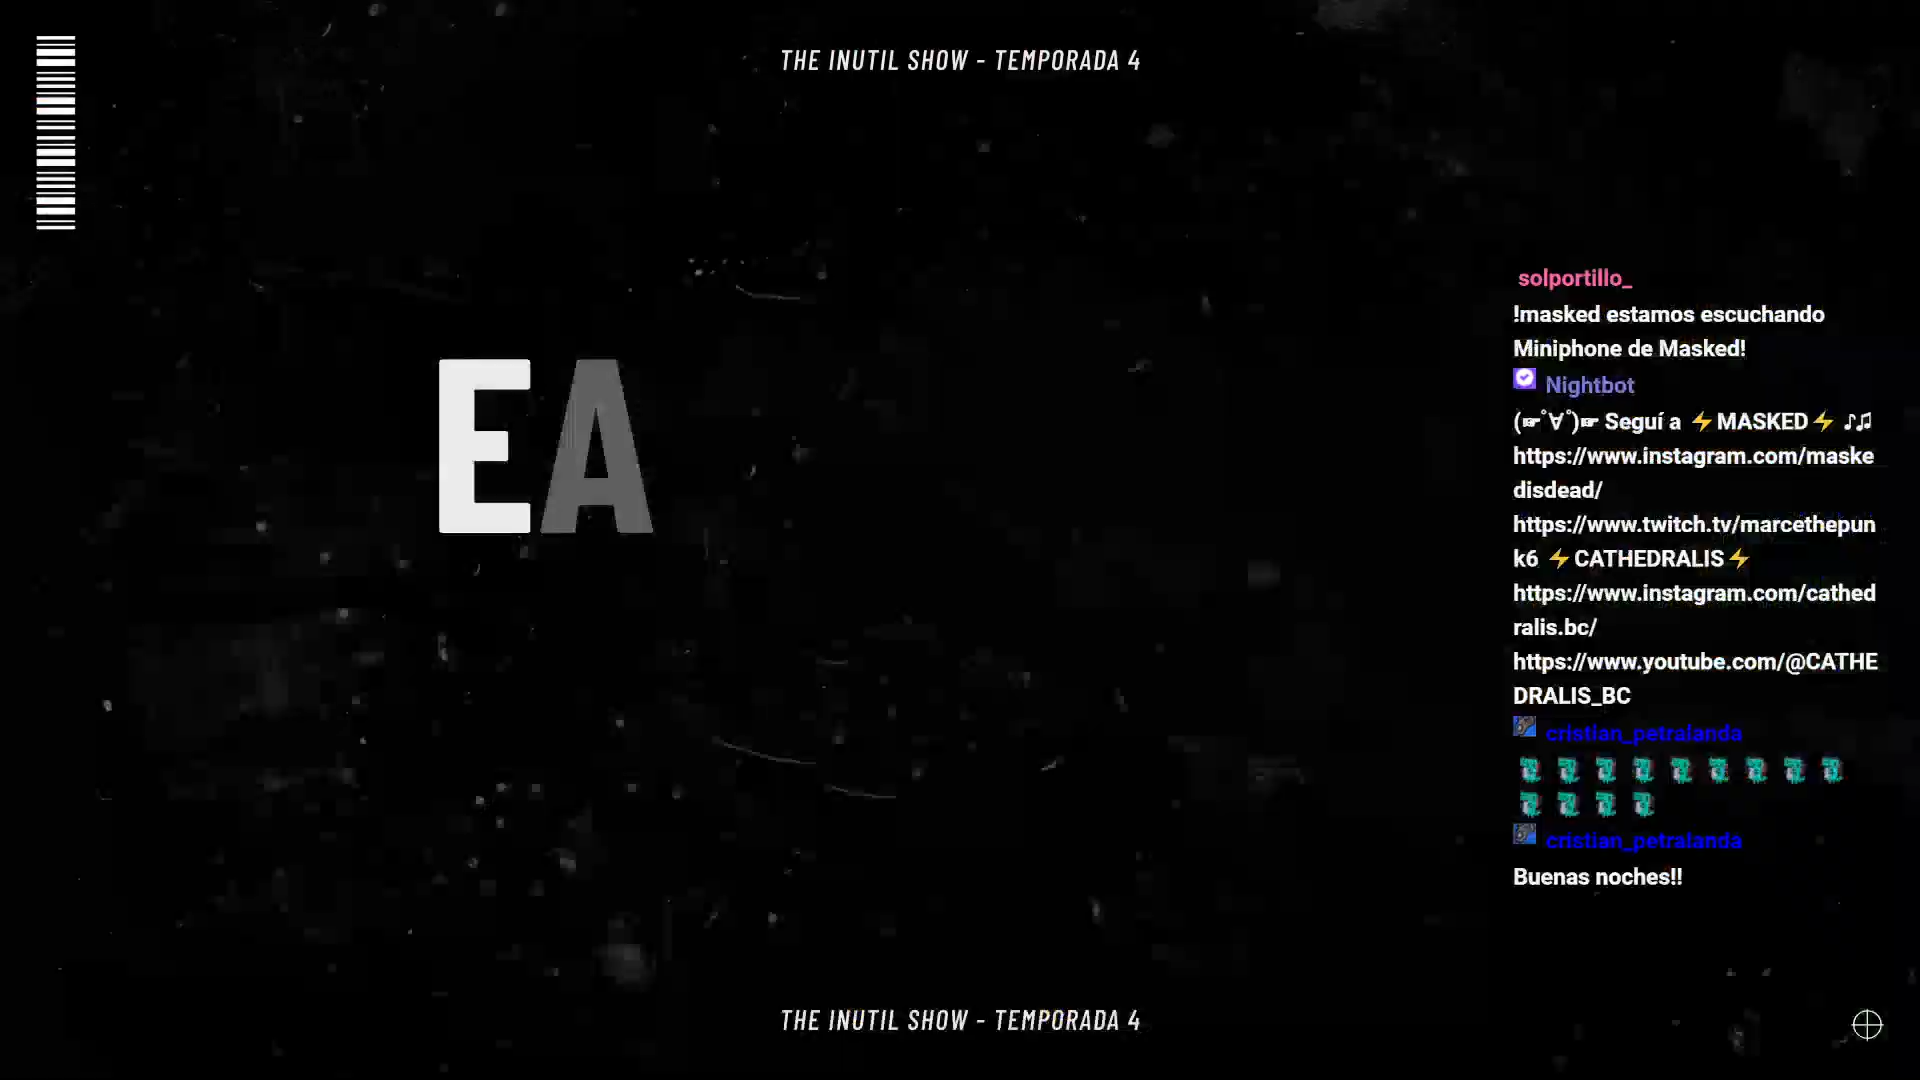 THE INUTIL SHOW - TEMPORADA 4
EA
solportillo_
!masked estamos escuchando
Miniphone de Masked!
Nightbot
(☞ﾟ∀ﾟ)☞ Seguí a ⚡MASKED⚡ ♪♫
https://www.instagram.com/maske
disdead/
https://www.twitch.tv/marcethepun
k6 ⚡CATHEDRALIS⚡
https://www.instagram.com/cathed
ralis.bc/
https://www.youtube.com/@CATHE
DRALIS_BC
cristian_petralanda
cristian_petralanda
Buenas noches!!
THE INUTIL SHOW - TEMPORADA 4